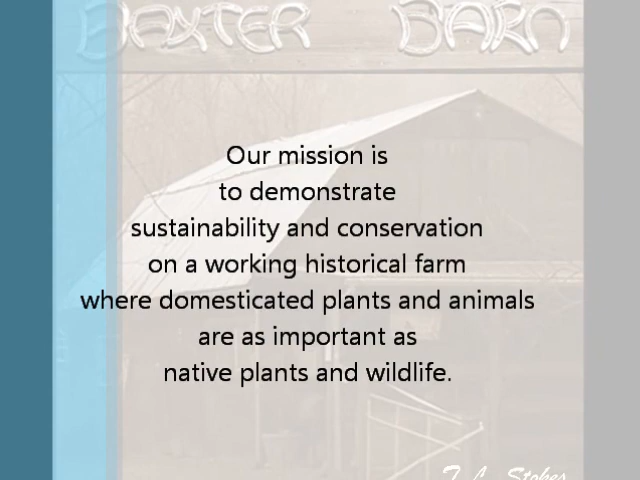 BAXTER BARN
Our mission is
to demonstrate
sustainability and conservation
on a working historical farm
where domesticated plants and animals
are as important as
native plants and wildlife.
T. L. Stokes